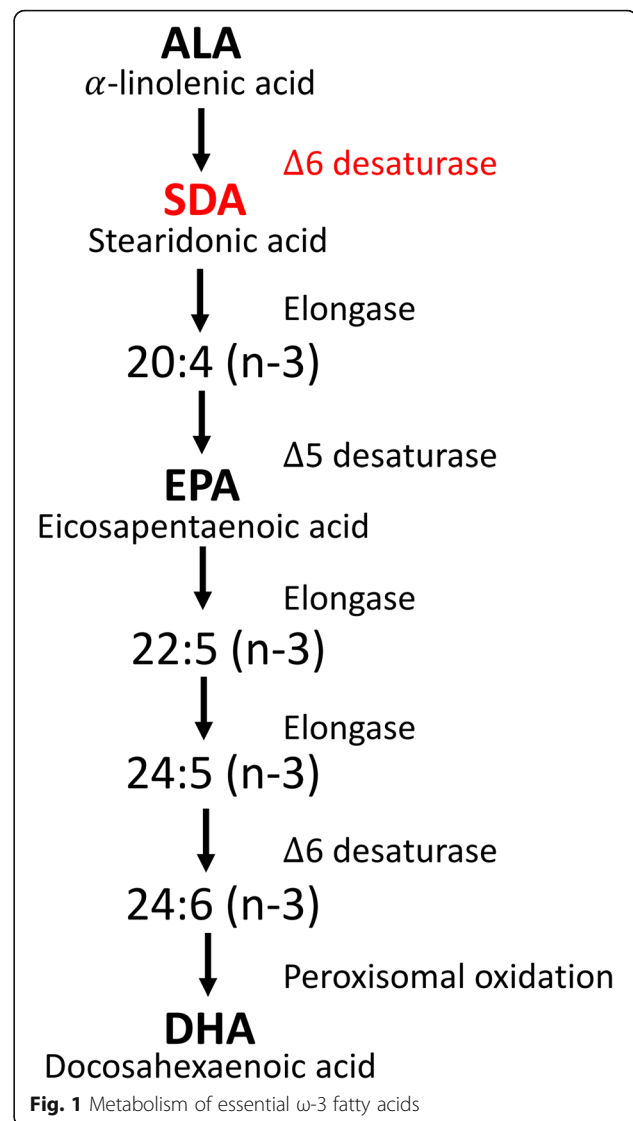 ALA
α-linolenic acid
Δ6 desaturase
SDA
Stearidonic acid
Elongase
20:4 (n-3)
Δ5 desaturase
EPA
Eicosapentaenoic acid
Elongase
22:5 (n-3)
Elongase
24:5 (n-3)
Δ6 desaturase
24:6 (n-3)
Peroxisomal oxidation
DHA
Docosahexaenoic acid
Fig. 1 Metabolism of essential ω-3 fatty acids